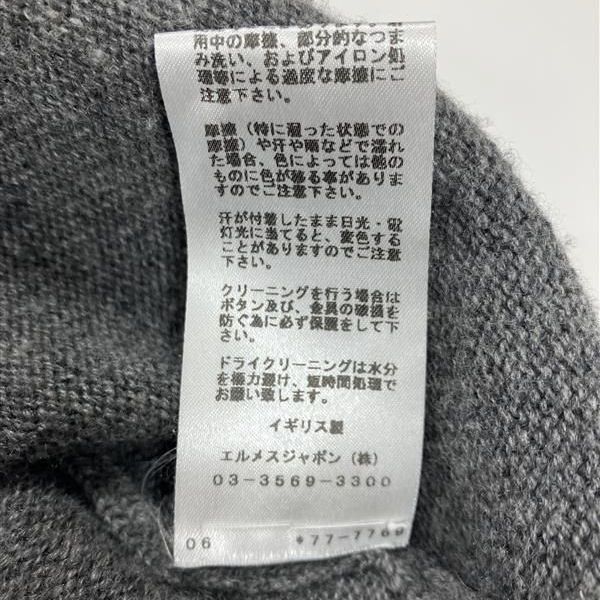 用中の摩擦、部分的なつま
み洗い、およびアイロン処
理等による過度な摩擦にご
注意下さい。
摩擦（特に湿った状態での
摩擦）や汗や雨などで濡れ
た場合、色によっては他の
ものに色が移る事がありま
すのでご注意下さい。
汗が付着したまま日光・電
灯光に当てると、変色する
ことがありますのでご注意
下さい。
クリーニングを行う場合は
ボタン及び、金具の破損を
防ぐ為に必ず保護をして下
さい。
ドライクリーニングは水分
を極力避け、短時間処理で
お願い致します。
イギリス製
エルメスジャポン（株）
03-3569-3300
06 *77-7769